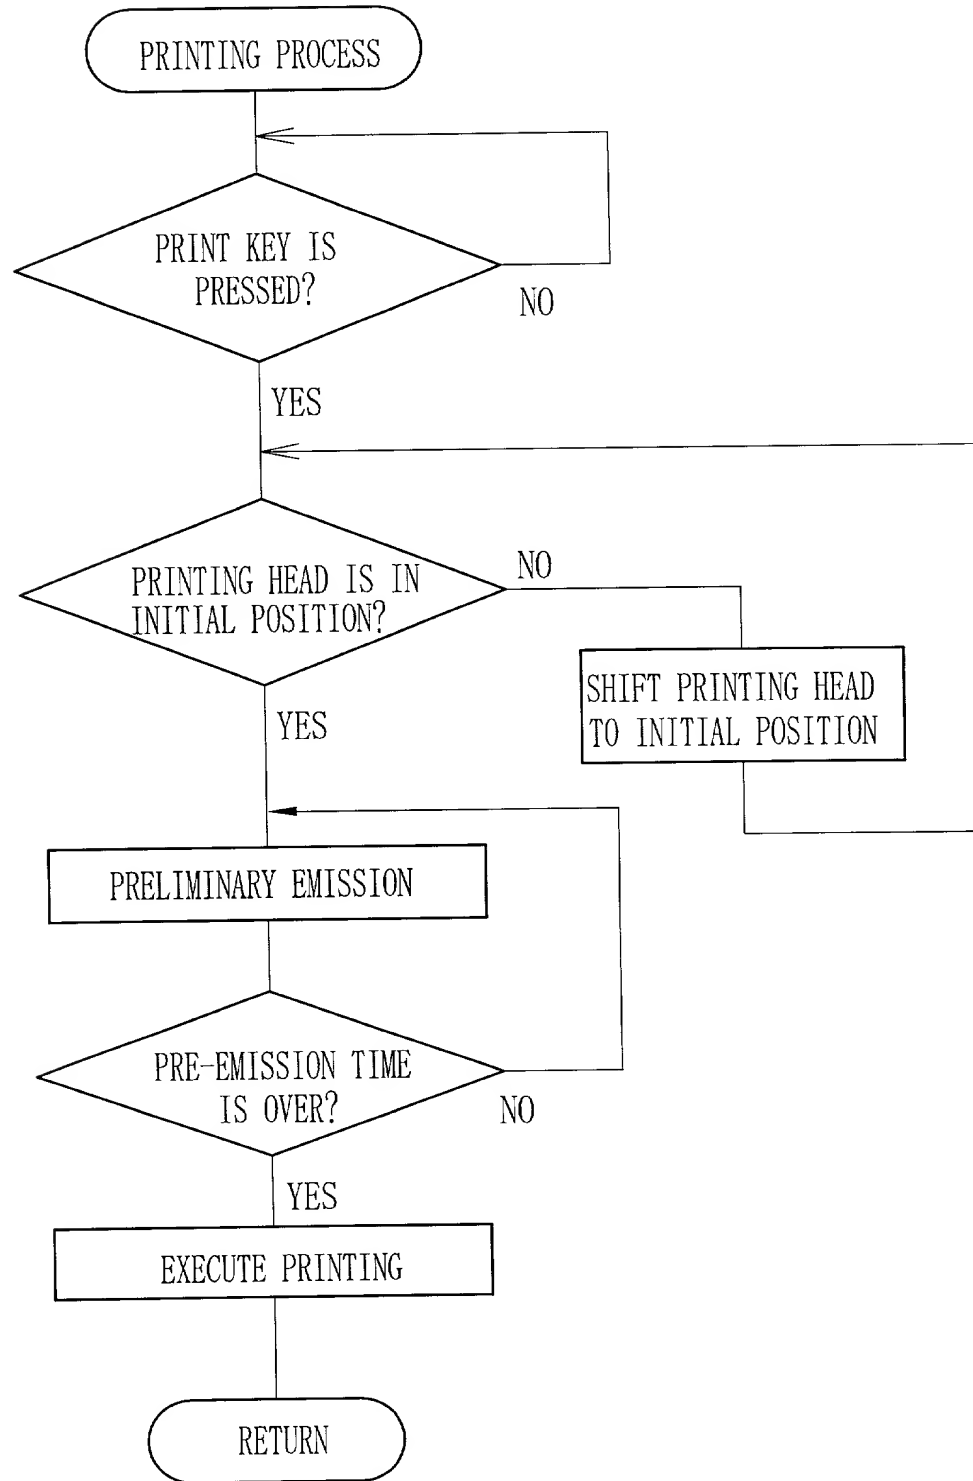 PRINTING PROCESS
PRINT KEY IS
PRESSED?
NO
YES
PRINTING HEAD IS IN
INITIAL POSITION?
NO
SHIFT PRINTING HEAD
TO INITIAL POSITION
YES
PRELIMINARY EMISSION
PRE-EMISSION TIME
IS OVER?
NO
YES
EXECUTE PRINTING
RETURN